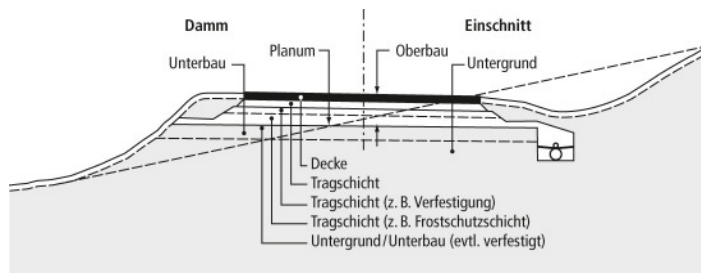 Damm
Einschnitt
Unterbau
Planum
Oberbau
Untergrund
Decke
Tragschicht
Tragschicht (z. B. Verfestigung)
Tragschicht (z. B. Frostschutzschicht)
Untergrund/Unterbau (evtl. verfestigt)